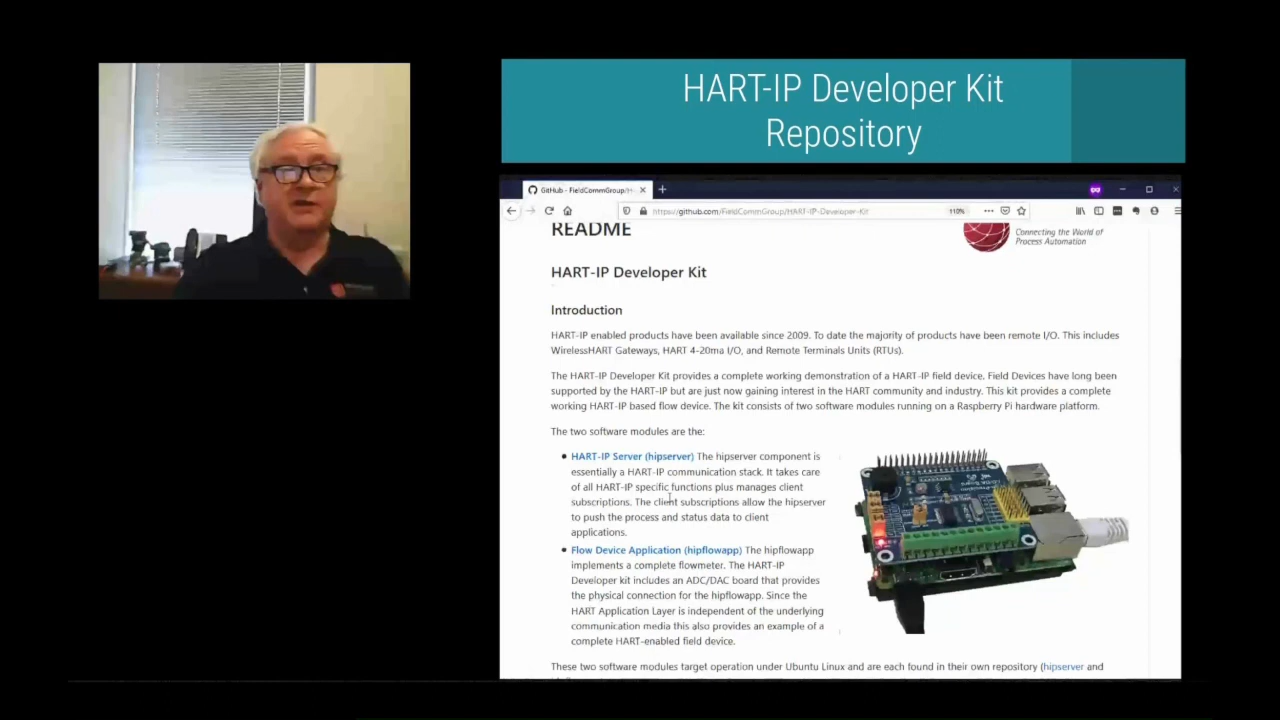 HART-IP Developer Kit
Repository
GitHub - FieldCommGroup/H
https://github.com/FieldCommGroup/HART-IP-Developer-Kit
110%
README
Connecting the World of
Process Automation
HART-IP Developer Kit
Introduction
HART-IP enabled products have been available since 2009. To date the majority of products have been remote I/O. This includes
WirelessHART Gateways, HART 4-20ma I/O, and Remote Terminals Units (RTUs).
The HART-IP Developer Kit provides a complete working demonstration of a HART-IP field device. Field Devices have long been
supported by the HART-IP but are just now gaining interest in the HART community and industry. This kit provides a complete
working HART-IP based flow device. The kit consists of two software modules running on a Raspberry Pi hardware platform.
The two software modules are the:
HART-IP Server (hipserver) The hipserver component is
essentially a HART-IP communication stack. It takes care
of all HART-IP specific functions plus manages client
subscriptions. The client subscriptions allow the hipserver
to push the process and status data to client
applications.
Flow Device Application (hipflowapp) The hipflowapp
implements a complete flowmeter. The HART-IP
Developer kit includes an ADC/DAC board that provides
the physical connection for the hipflowapp. Since the
HART Application Layer is independent of the underlying
communication media this also provides an example of a
complete HART-enabled field device.
These two software modules target operation under Ubuntu Linux and are each found in their own repository (hipserver and